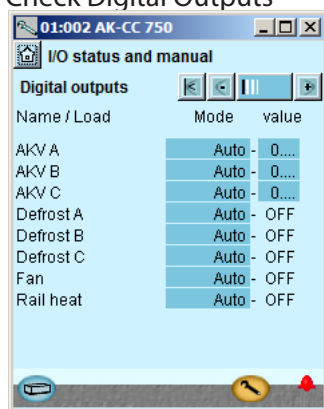 Check Digital Outputs
01:002 AK-CC 750
I/O status and manual
Digital outputs
Name / Load Mode value
AKV A Auto - 0....
AKV B Auto - 0....
AKV C Auto - 0....
Defrost A Auto - OFF
Defrost B Auto - OFF
Defrost C Auto - OFF
Fan Auto - OFF
Rail heat Auto - OFF